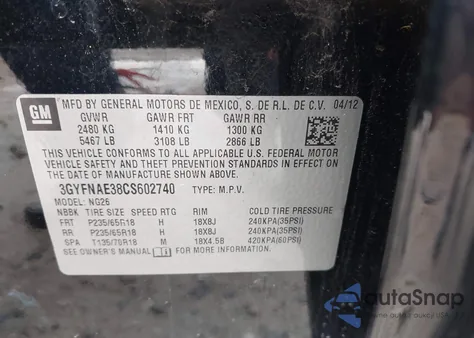 GM
MFD BY GENERAL MOTORS DE MEXICO, S. DE R.L. DE C.V. 04/12
GVWR GAWR FRT GAWR RR
2480 KG 1410 KG 1300 KG
5467 LB 3108 LB 2866 LB
THIS VEHICLE CONFORMS TO ALL APPLICABLE U.S. FEDERAL MOTOR
VEHICLE SAFETY AND THEFT PREVENTION STANDARDS IN EFFECT ON
THE DATE OF MANUFACTURE SHOWN ABOVE.
3GYFNAE38CS602740 TYPE: M.P.V.
MODEL: NG26
NBBK TIRE SIZE SPEED RTG RIM COLD TIRE PRESSURE
FRT P235/65R18 H 18X8J 240KPA(35PSI)
RR P235/65R18 H 18X8J 240KPA(35PSI)
SPA T135/70R18 M 18X4.5B 420KPA(60PSI)
SEE OWNER'S MANUAL FOR MORE INFORMATION
autaSnap